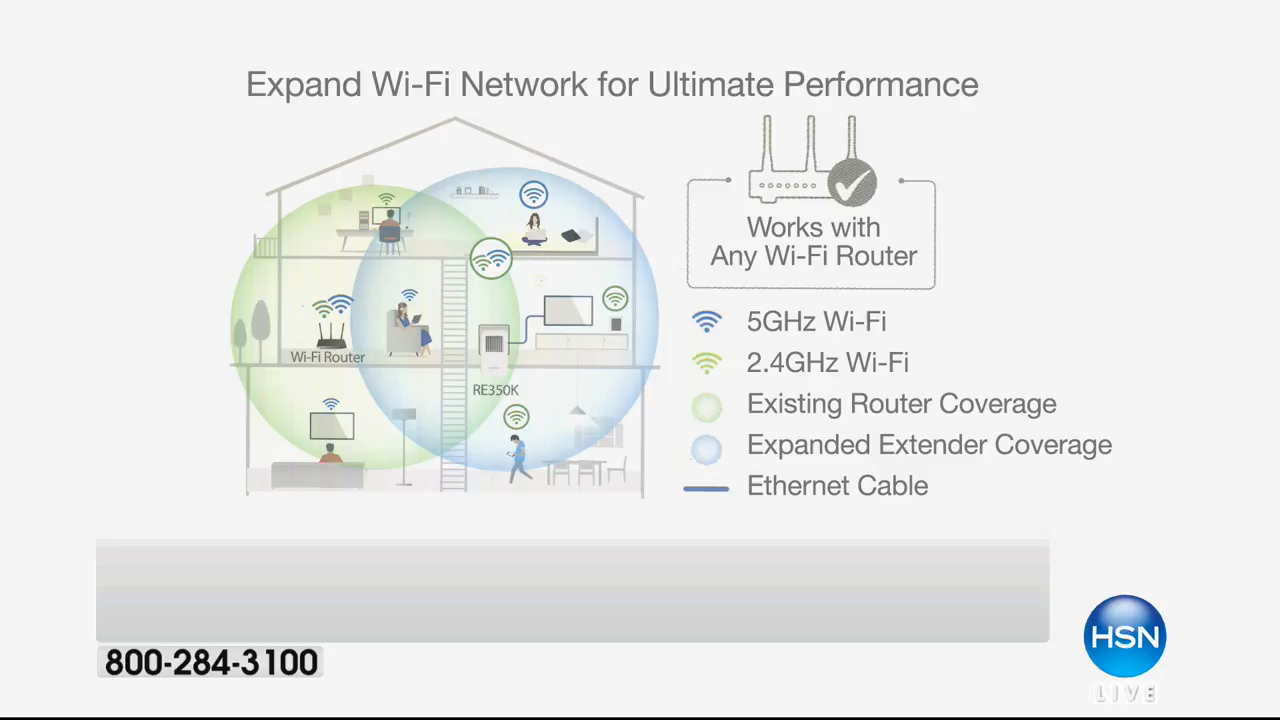 Expand Wi-Fi Network for Ultimate Performance
Works with
Any Wi-Fi Router
Wi-Fi Router
RE350K
5GHz Wi-Fi
2.4GHz Wi-Fi
Existing Router Coverage
Expanded Extender Coverage
Ethernet Cable
800-284-3100
HSN
LIVE